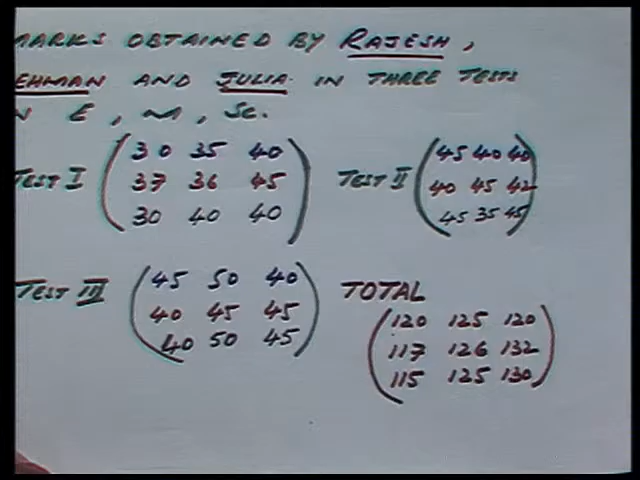 MARKS OBTAINED BY RAJESH,
EHMAN AND JULIA IN THREE TESTS
N E, M, Sc.
TEST I 30 35 40
37 36 45
30 40 40
TEST II 45 40 40
40 45 42
45 35 45
TEST III 45 50 40
40 45 45
40 50 45
TOTAL
120 125 120
117 126 132
115 125 130